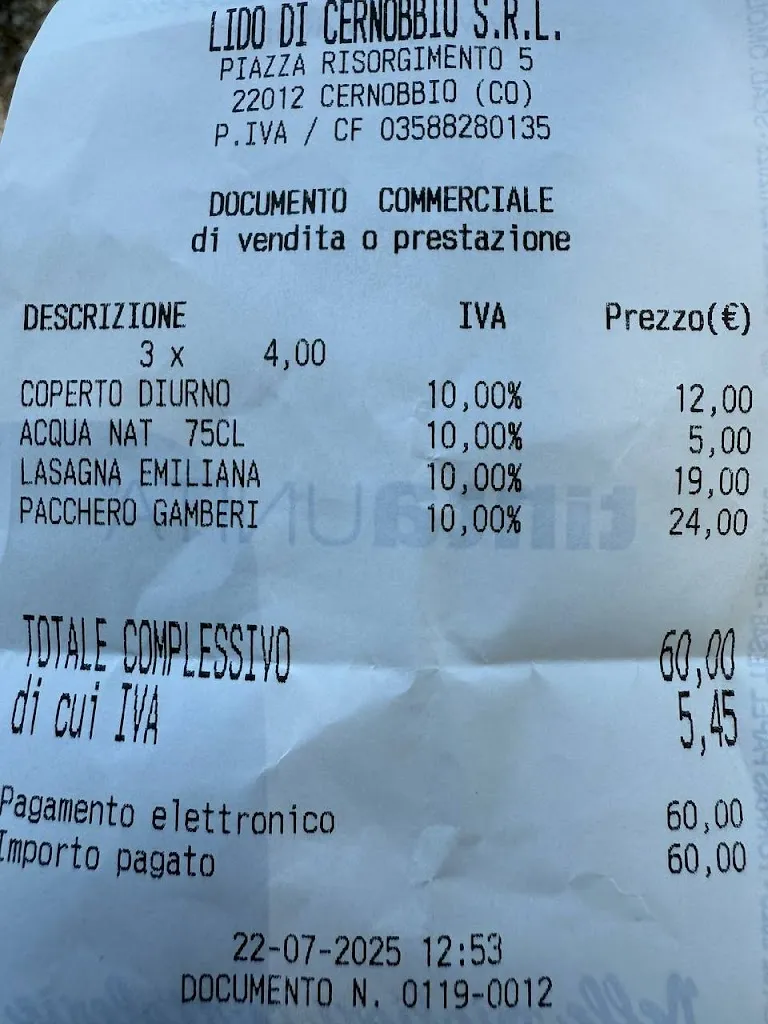 LIDO DI CERNOBBIO S.R.L.
PIAZZA RISORGIMENTO 5
22012 CERNOBBIO (CO)
P.IVA / CF 03588280135
DOCUMENTO COMMERCIALE
di vendita o prestazione
DESCRIZIONE IVA Prezzo(€)
3 x 4,00
COPERTO DIURNO 10,00% 12,00
ACQUA NAT 75CL 10,00% 5,00
LASAGNA EMILIANA 10,00% 19,00
PACCHERO GAMBERI 10,00% 24,00
TOTALE COMPLESSIVO 60,00
di cui IVA 5,45
Pagamento elettronico 60,00
Importo pagato 60,00
22-07-2025 12:53
DOCUMENTO N. 0119-0012